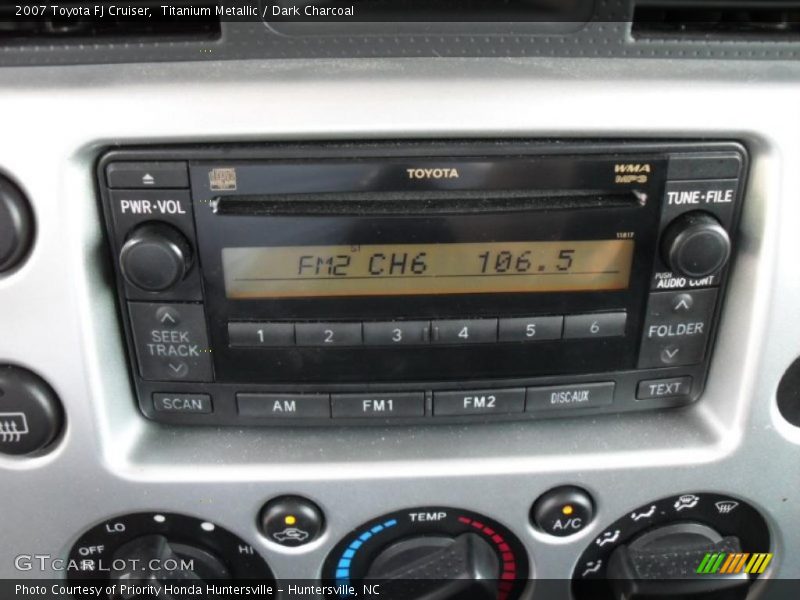 2007 Toyota FJ Cruiser, Titanium Metallic / Dark Charcoal
TOYOTA
WMA
MP3
PWR•VOL
TUNE•FILE
11817
ST
FM2 CH6 106.5
PUSH
AUDIO CONT
1 2 3 4 5 6
SEEK
TRACK
FOLDER
SCAN AM FM1 FM2 DISC·AUX TEXT
LO
HI
OFF
TEMP
A/C
GTCARLOT.COM
Photo Courtesy of Priority Honda Huntersville - Huntersville, NC